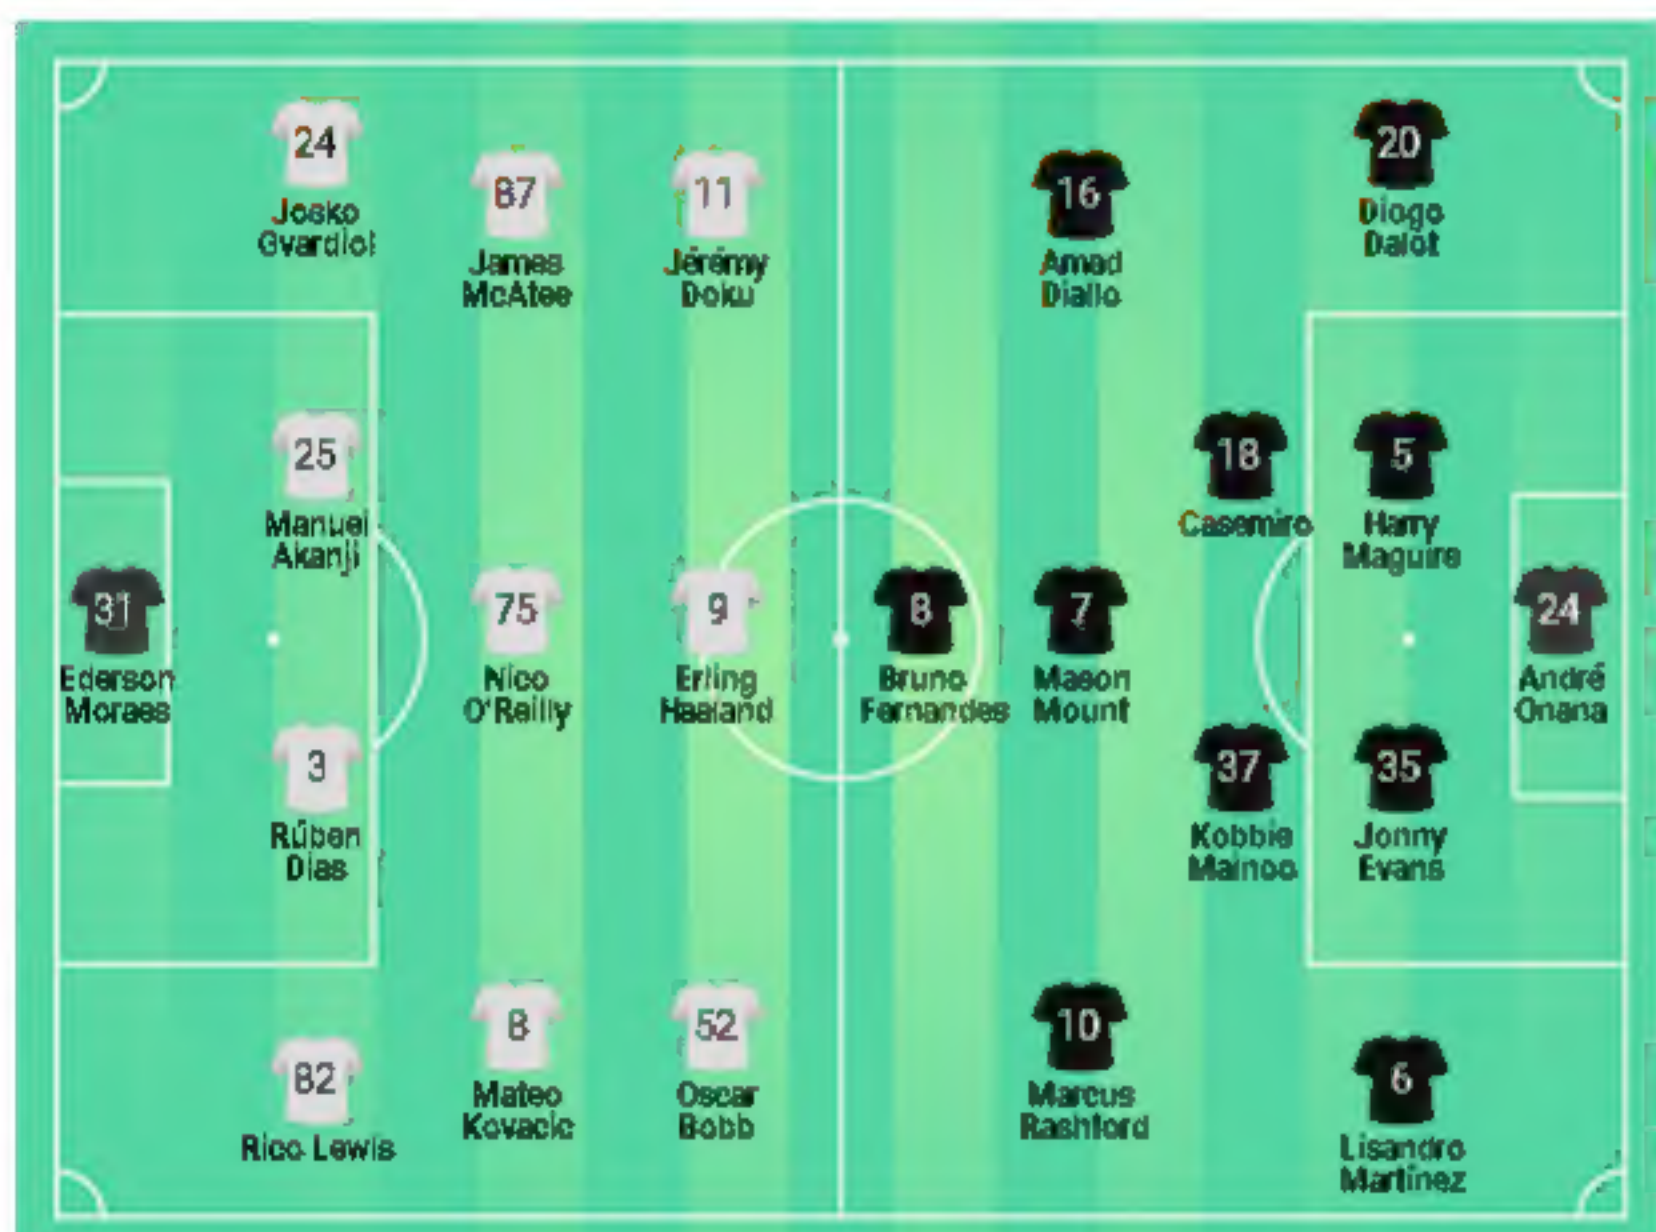 24
Josko
Gvardiol
87
James
McAtee
11
Jérémy
Doku
16
Amad
Diallo
20
Diogo
Dalot
25
Manuel
Akanji
18
Casemiro
5
Harry
Maguire
31
Ederson
Moraes
75
Nico
O'Reilly
9
Erling
Haaland
8
Bruno
Fernandes
7
Mason
Mount
24
André
Onana
3
Rúben
Dias
37
Kobbie
Mainoo
35
Jonny
Evans
82
Rico Lewis
8
Mateo
Kovacic
52
Oscar
Bobb
10
Marcus
Rashford
6
Lisandro
Martínez